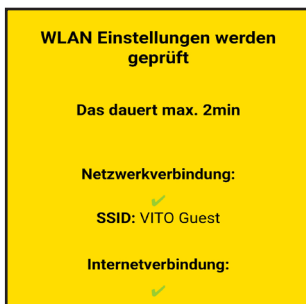 WLAN Einstellungen werden
geprüft
Das dauert max. 2min
Netzwerkverbindung:
✔
SSID: VITO Guest
Internetverbindung:
✔